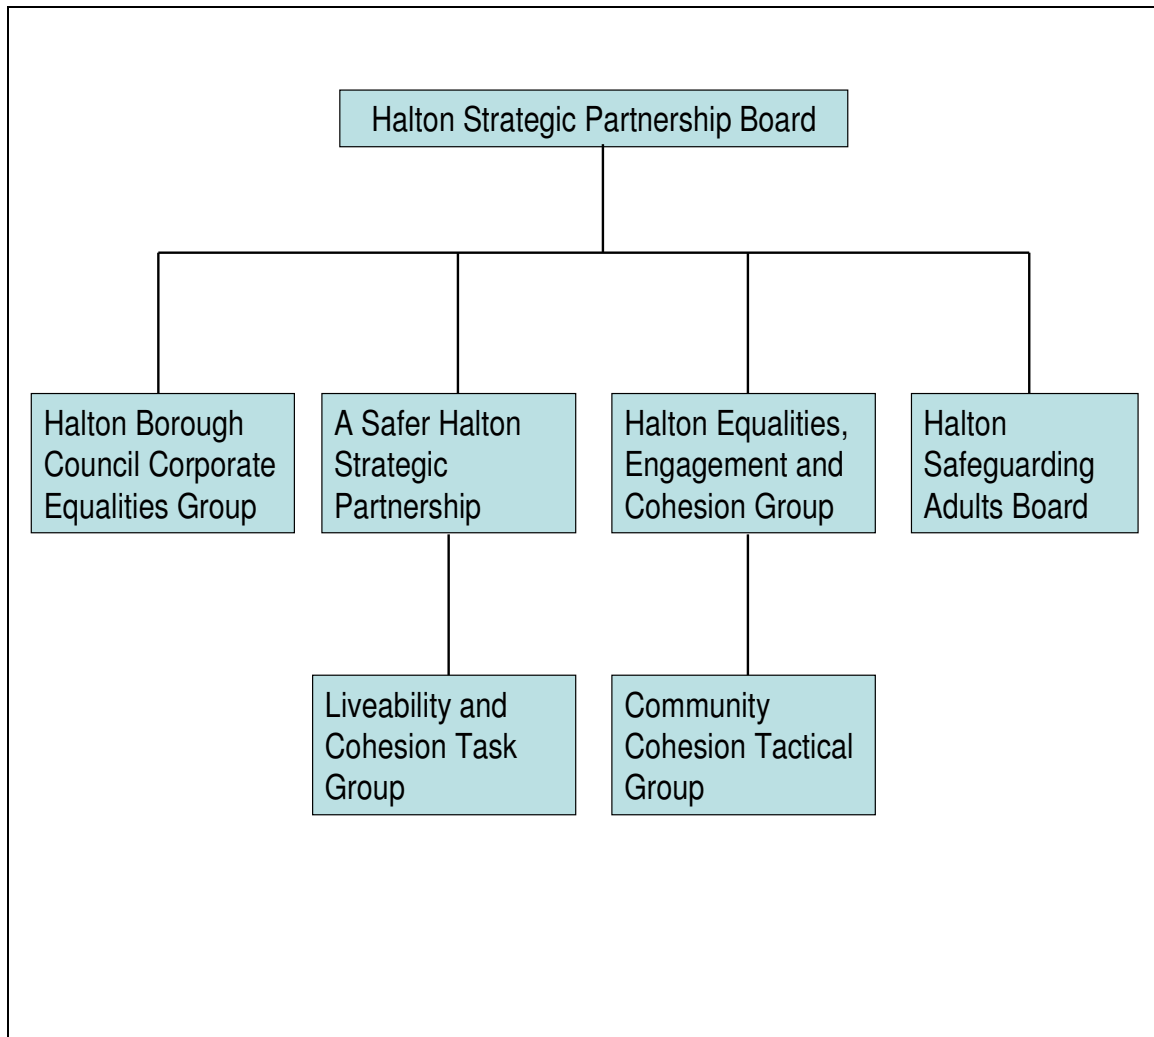 Halton Strategic Partnership Board
Halton Borough
Council Corporate
Equalities Group
A Safer Halton
Strategic
Partnership
Halton Equalities,
Engagement and
Cohesion Group
Halton
Safeguarding
Adults Board
Liveability and
Cohesion Task
Group
Community
Cohesion Tactical
Group